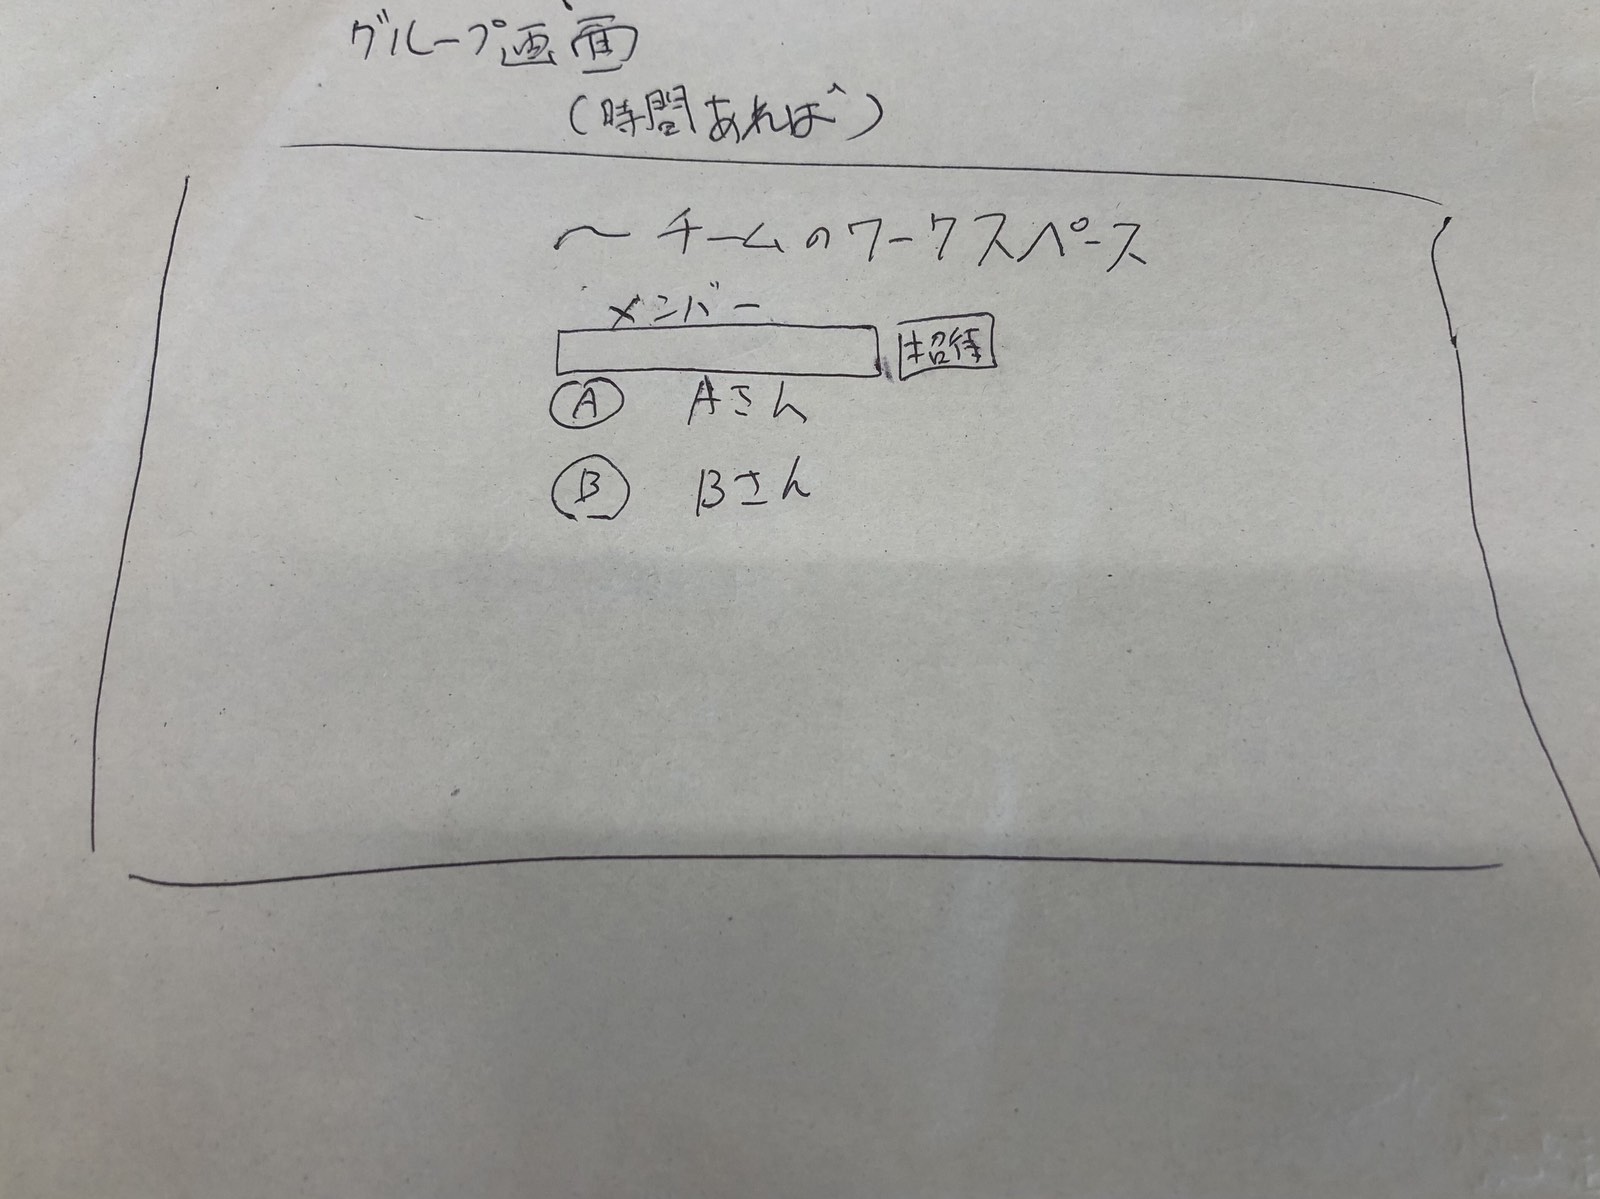 グループ画面
(時間あれば)
〜チームのワークスペース
メンバー
招待
A Aさん
B Bさん